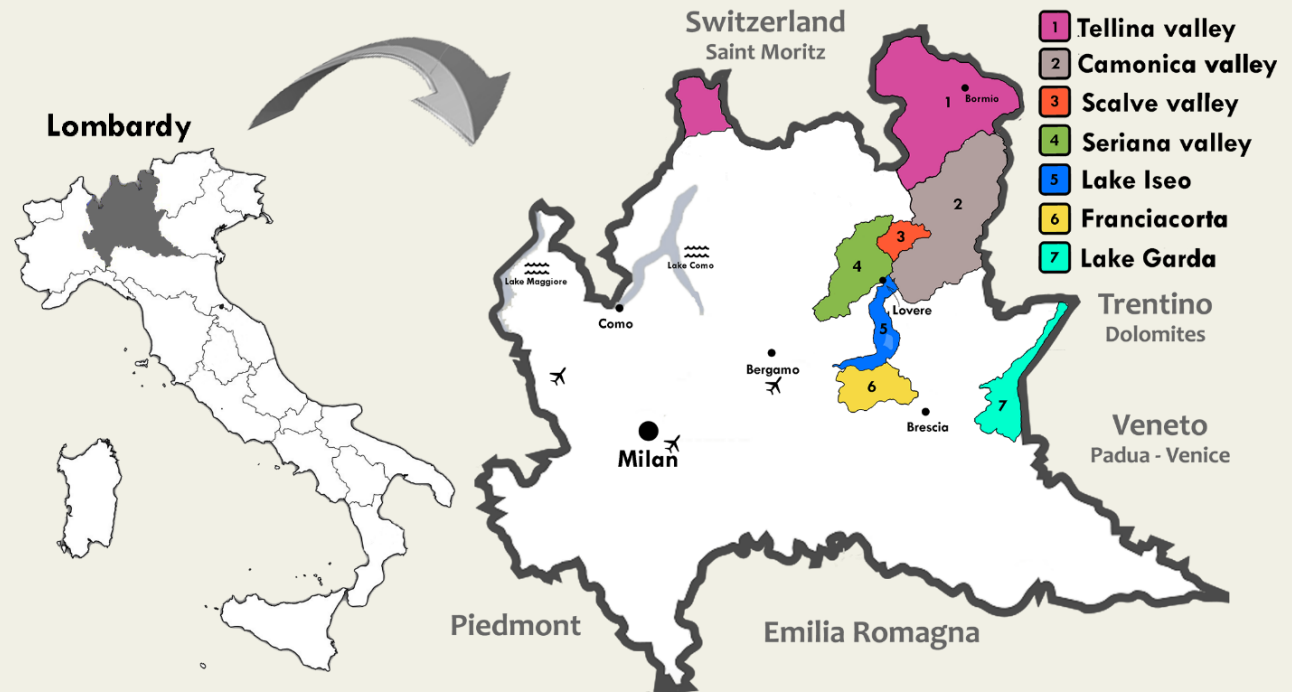 Lombardy
Switzerland
Saint Moritz
1 Tellina valley
2 Camonica valley
3 Scalve valley
4 Seriana valley
5 Lake Iseo
6 Franciacorta
7 Lake Garda
1
Bormio
2
3
4
Lake Maggiore
Lake Como
Como
Lovere
5
Bergamo
6
7
Brescia
Milan
Trentino
Dolomites
Veneto
Padua - Venice
Piedmont
Emilia Romagna